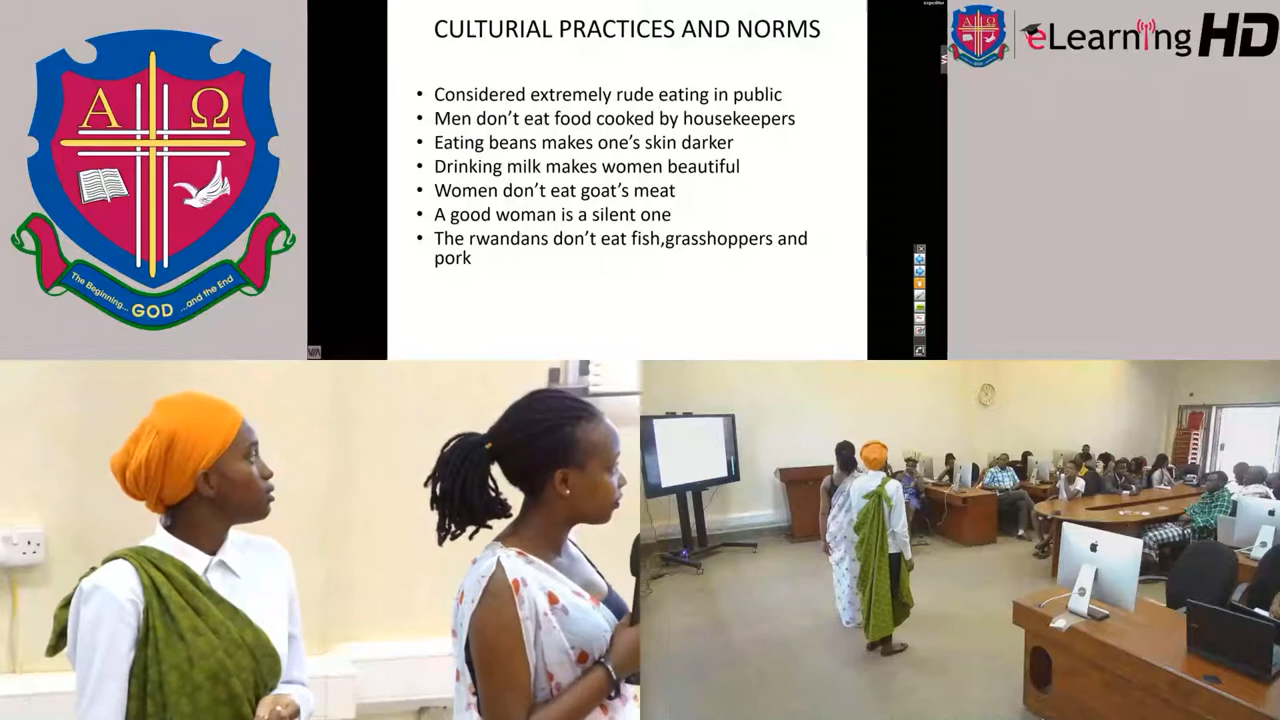 CULTURIAL PRACTICES AND NORMS
• Considered extremely rude eating in public
• Men don't eat food cooked by housekeepers
• Eating beans makes one's skin darker
• Drinking milk makes women beautiful
• Women don't eat goat's meat
• A good woman is a silent one
• The rwandans don't eat fish,grasshoppers and
pork
Α Ω
The Beginning... GOD ...and the End
eLearning HD